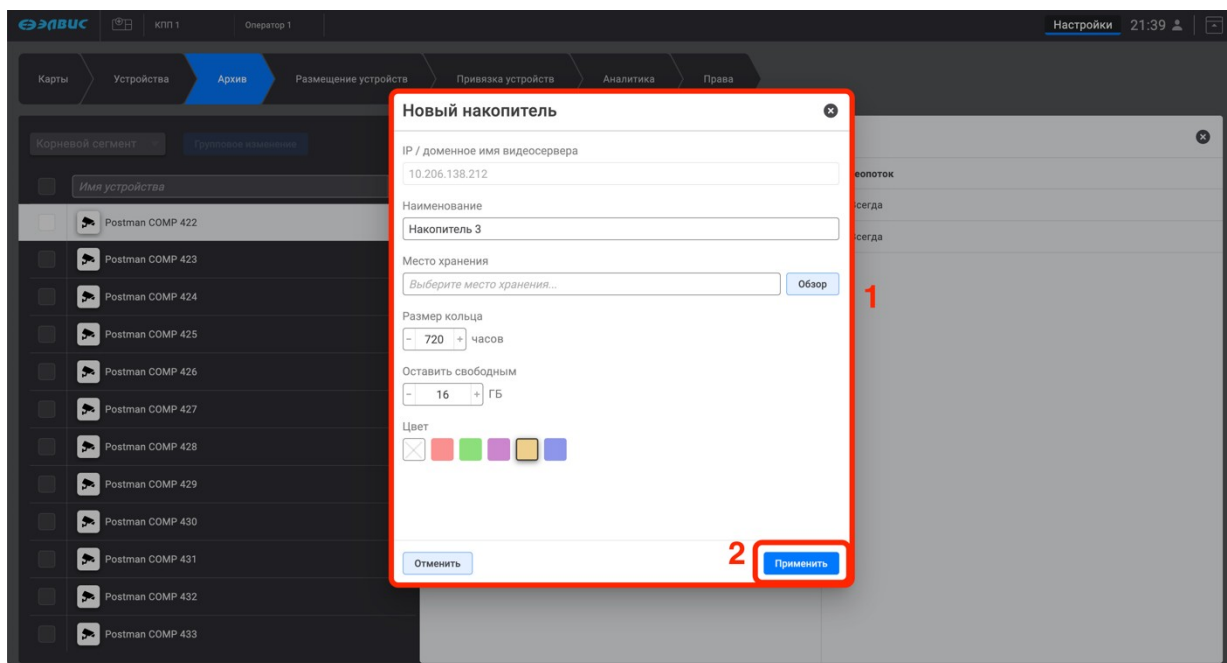 ЭЛВИС
КПП 1
Оператор 1
Настройки
21:39
Карты
Устройства
Архив
Размещение устройств
Привязка устройств
Аналитика
Права
Корневой сегмент
Групповое изменение
Имя устройства
Postman COMP 422
Postman COMP 423
Postman COMP 424
Postman COMP 425
Postman COMP 426
Postman COMP 427
Postman COMP 428
Postman COMP 429
Postman COMP 430
Postman COMP 431
Postman COMP 432
Postman COMP 433
Новый накопитель
IP / доменное имя видеосервера
10.206.138.212
Наименование
Накопитель 3
Место хранения
Выберите место хранения...
Обзор
Размер кольца
- 720 + часов
Оставить свободным
- 16 + ГБ
Цвет
Отменить
2
Применить
1